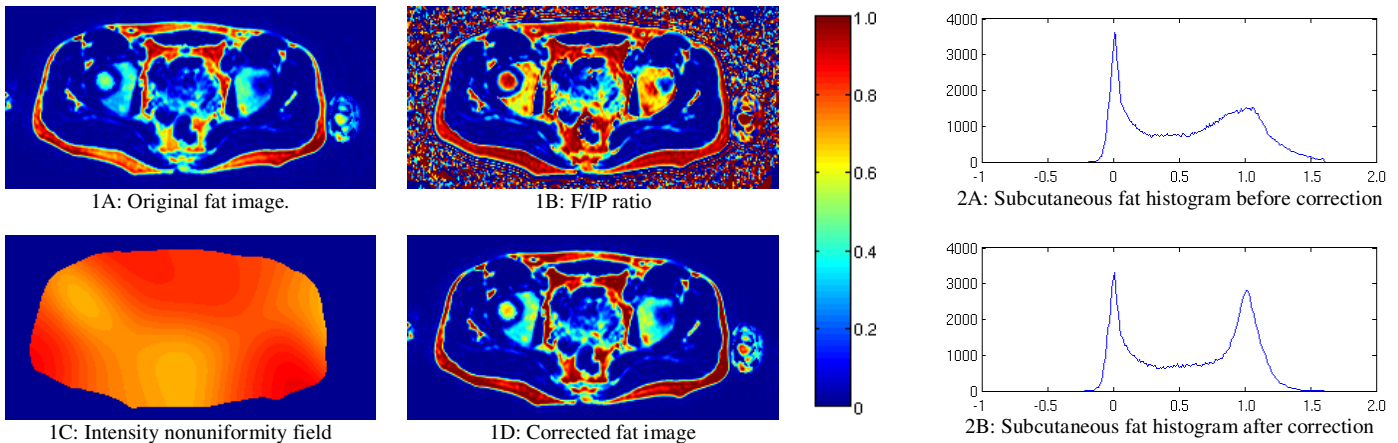 1A: Original fat image.
1B: F/IP ratio
1C: Intensity nonuniformity field
1D: Corrected fat image
1.0
0.8
0.6
0.4
0.2
0
4000
3000
2000
1000
0
-1 -0.5 0 0.5 1.0 1.5 2.0
2A: Subcutaneous fat histogram before correction
4000
3000
2000
1000
0
-1 -0.5 0 0.5 1.0 1.5 2.0
2B: Subcutaneous fat histogram after correction